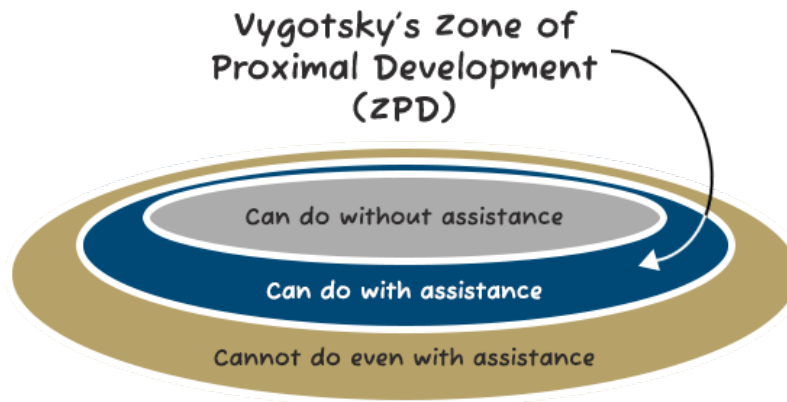 Vygotsky's Zone of
Proximal Development
(ZPD)
Can do without assistance
Can do with assistance
Cannot do even with assistance